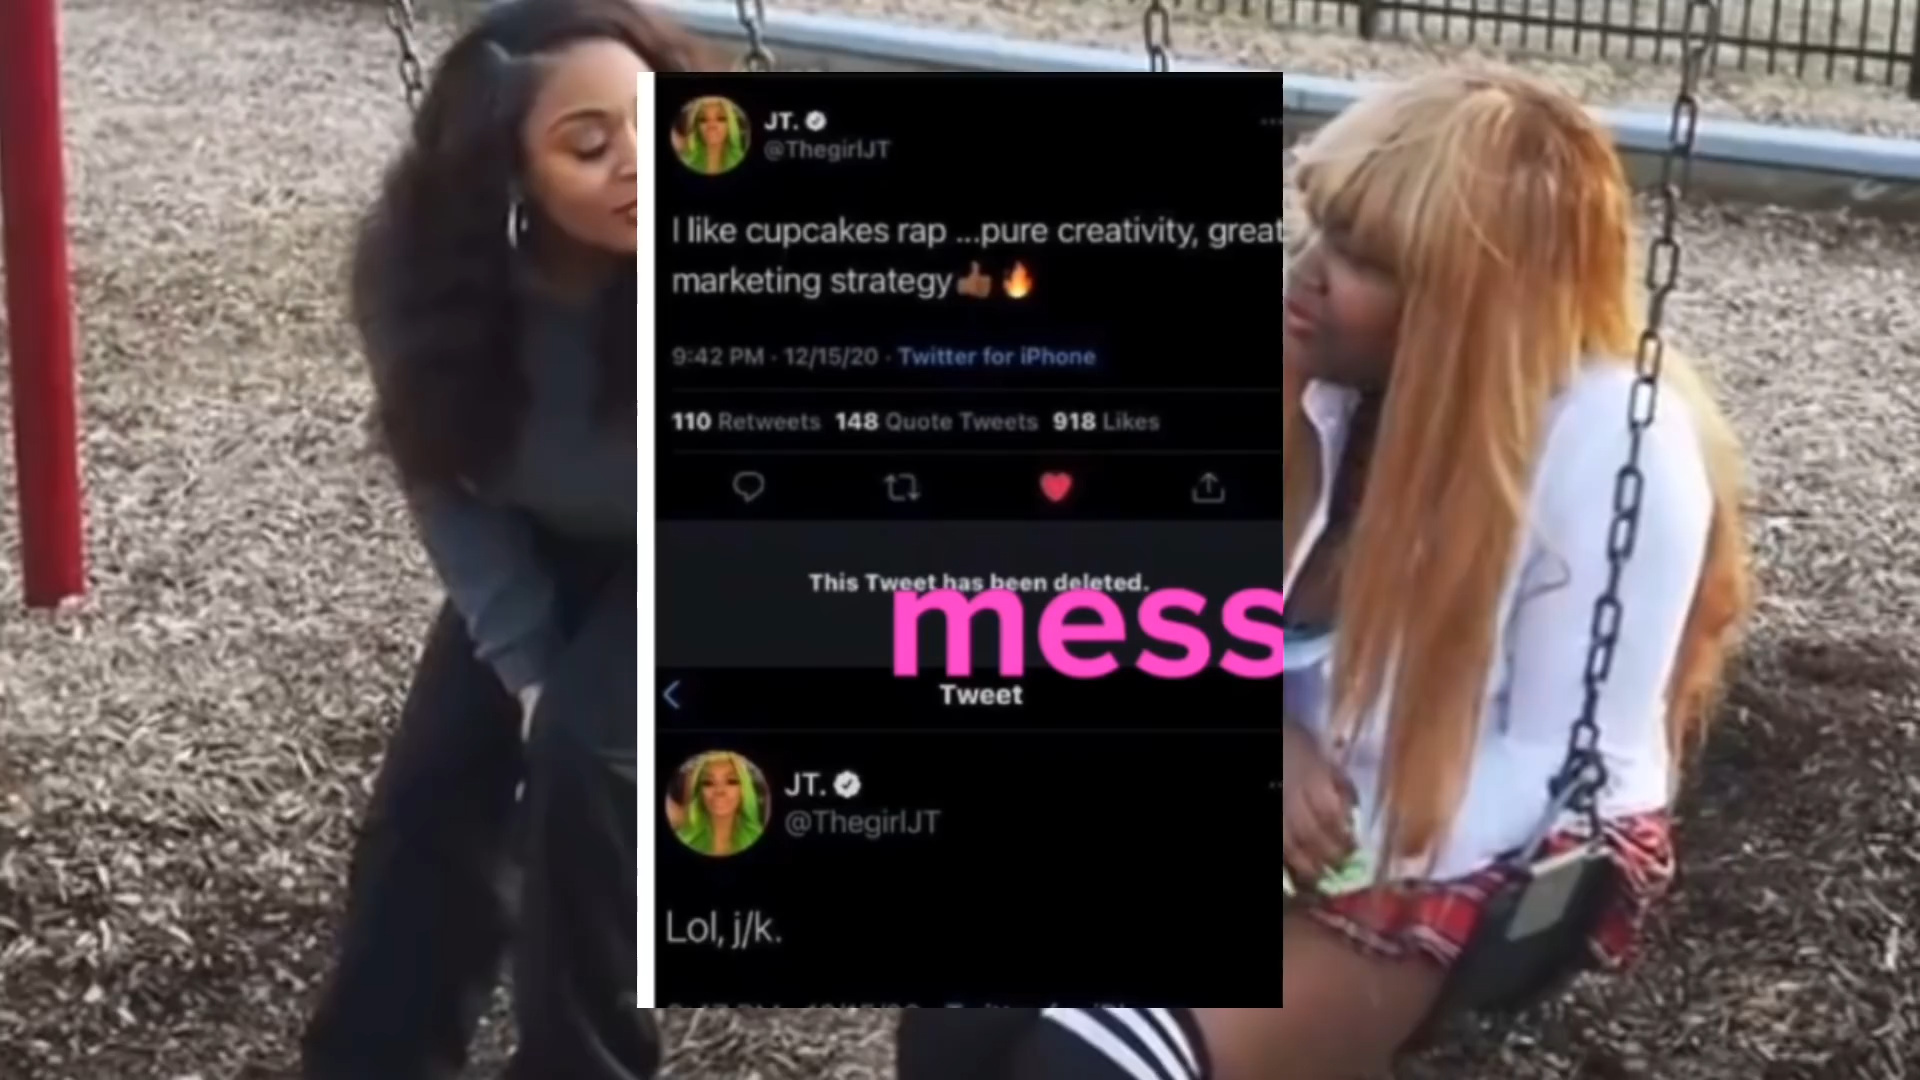 JT.
@ThegirlJT
I like cupcakes rap ...pure creativity, great
marketing strategy👍🏾🔥
9:42 PM · 12/15/20 · Twitter for iPhone
110 Retweets 148 Quote Tweets 918 Likes
This Tweet has been deleted.
mess
Tweet
JT.
@ThegirlJT
Lol, j/k.